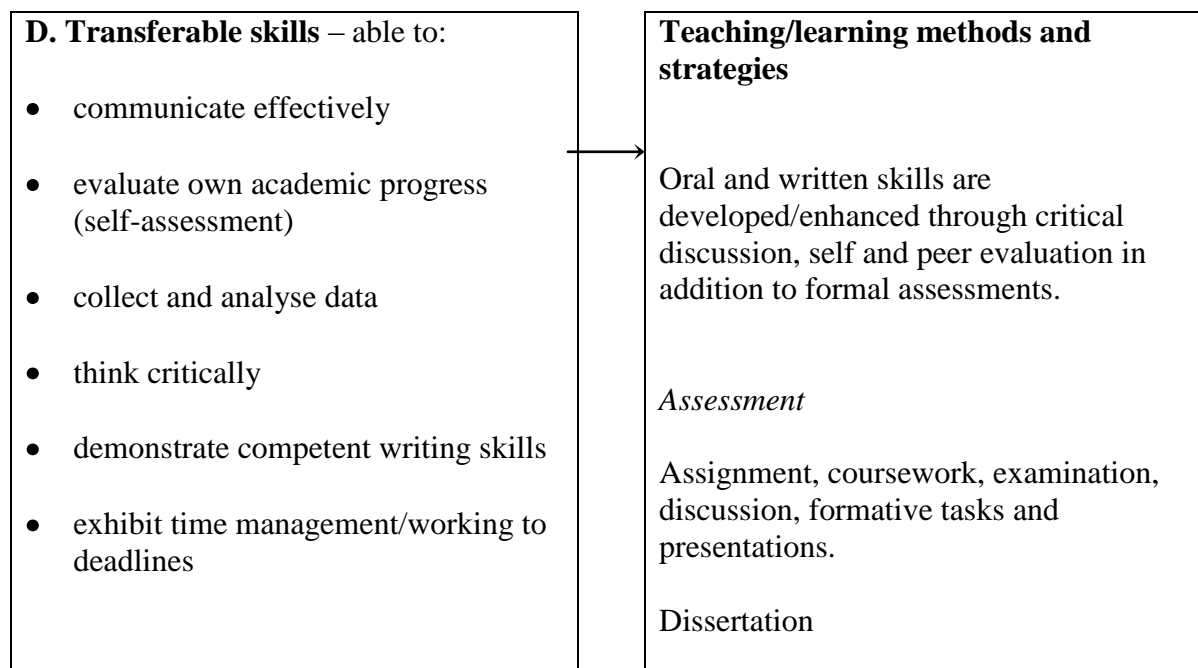 D. Transferable skills – able to:
• communicate effectively
• evaluate own academic progress
(self-assessment)
• collect and analyse data
• think critically
• demonstrate competent writing skills
• exhibit time management/working to
deadlines
Teaching/learning methods and
strategies
Oral and written skills are
developed/enhanced through critical
discussion, self and peer evaluation in
addition to formal assessments.
Assessment
Assignment, coursework, examination,
discussion, formative tasks and
presentations.
Dissertation